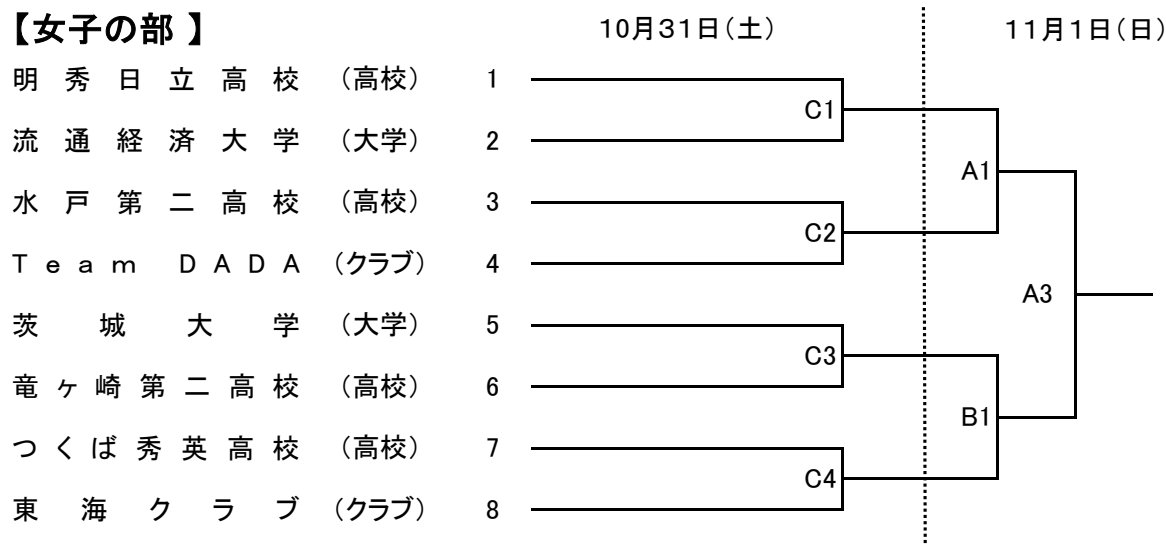 【女子の部 】 10月３１日（土） 11月１日（日）
明秀日立高校 （高校） 1
C1
流通経済大学 （大学） 2
A1
水戸第二高校 （高校） 3
C2
Ｔｅａｍ ＤＡＤＡ （クラブ） 4
A3
茨城大学 （大学） 5
C3
竜ヶ崎第二高校 （高校） 6
B1
つくば秀英高校 （高校） 7
C4
東海クラブ （クラブ） 8